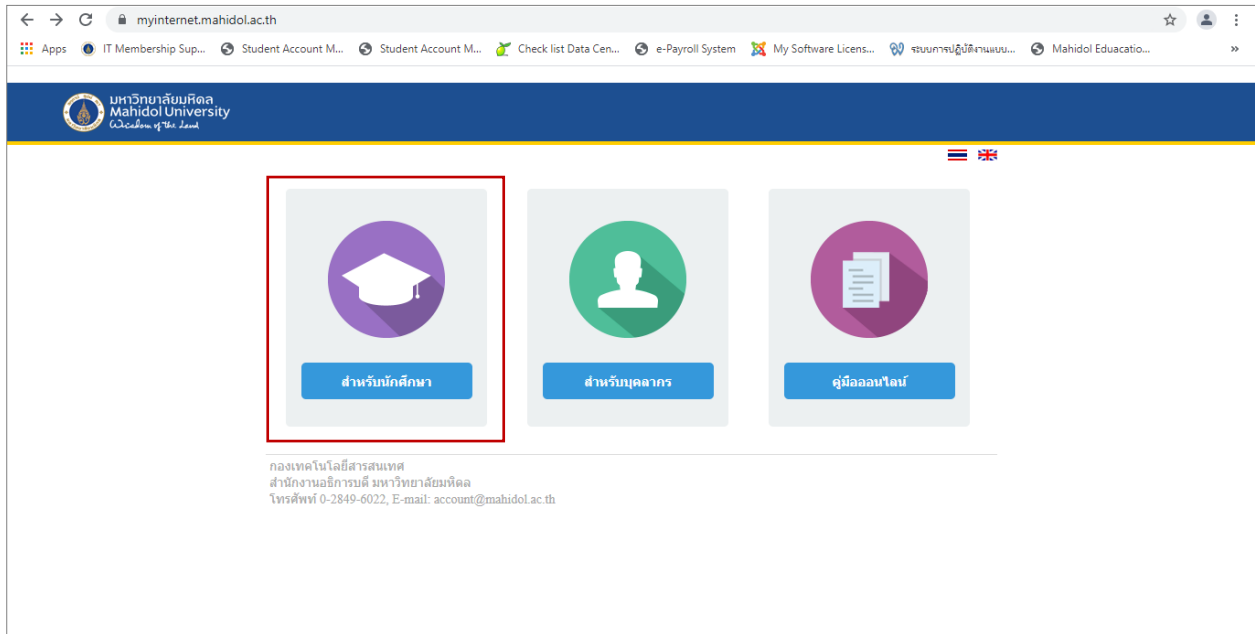 myinternet.mahidol.ac.th
Apps IT Membership Sup... Student Account M... Student Account M... Check list Data Cen... e-Payroll System My Software Licens... ระบบการปฏิบัติงานแบบ... Mahidol Eduacatio... »
มหาวิทยาลัยมหิดล
Mahidol University
Wisdom of the Land
สำหรับนักศึกษา
สำหรับบุคลากร
คู่มือออนไลน์
กองเทคโนโลยีสารสนเทศ
สำนักงานอธิการบดี มหาวิทยาลัยมหิดล
โทรศัพท์ 0-2849-6022, E-mail: account@mahidol.ac.th